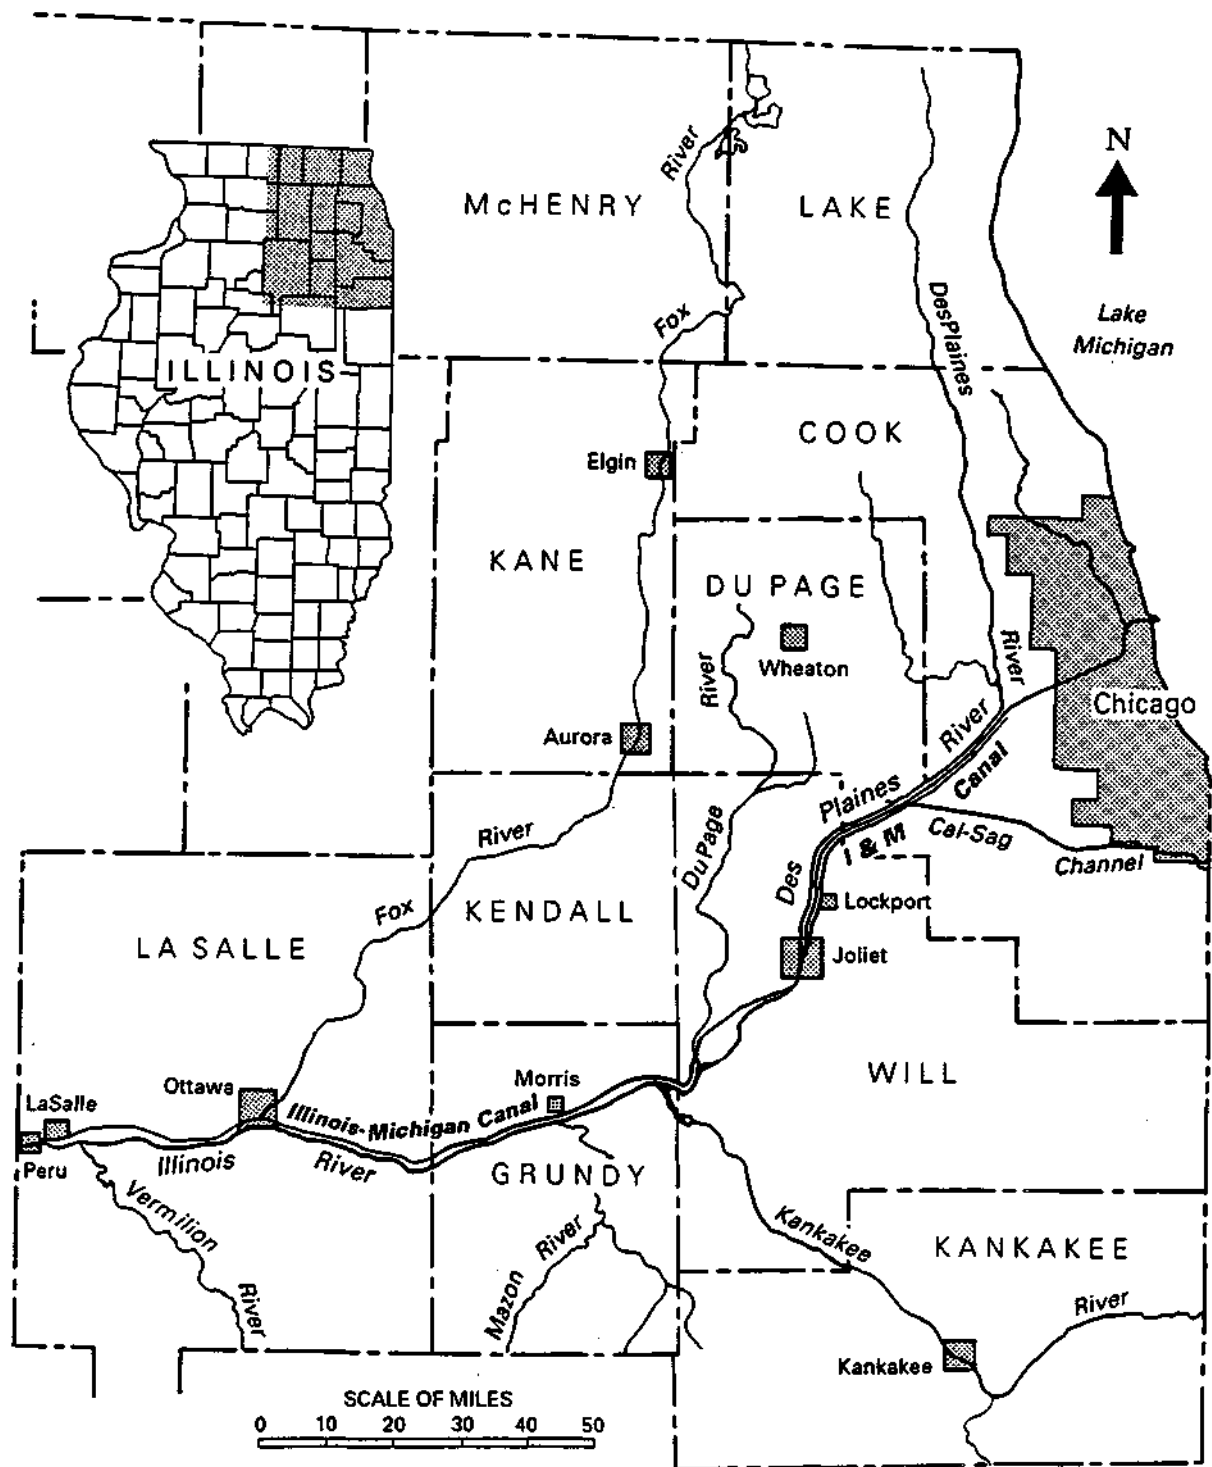 McHENRY
River
LAKE
N
Lake
Michigan
DesPlaines
River
Fox
ILLINOIS
COOK
Elgin
KANE
DU PAGE
Wheaton
River
DuPage
Aurora
Chicago
River
Plaines
Des
I & M
Canal
Cal-Sag
Channel
Lockport
Joliet
River
Fox
KENDALL
LA SALLE
WILL
Morris
Ottawa
LaSalle
Peru
Illinois-Michigan Canal
Illinois
River
GRUNDY
Vermilion
River
Mazon
River
Kankakee
River
KANKAKEE
Kankakee
SCALE OF MILES
0 10 20 30 40 50